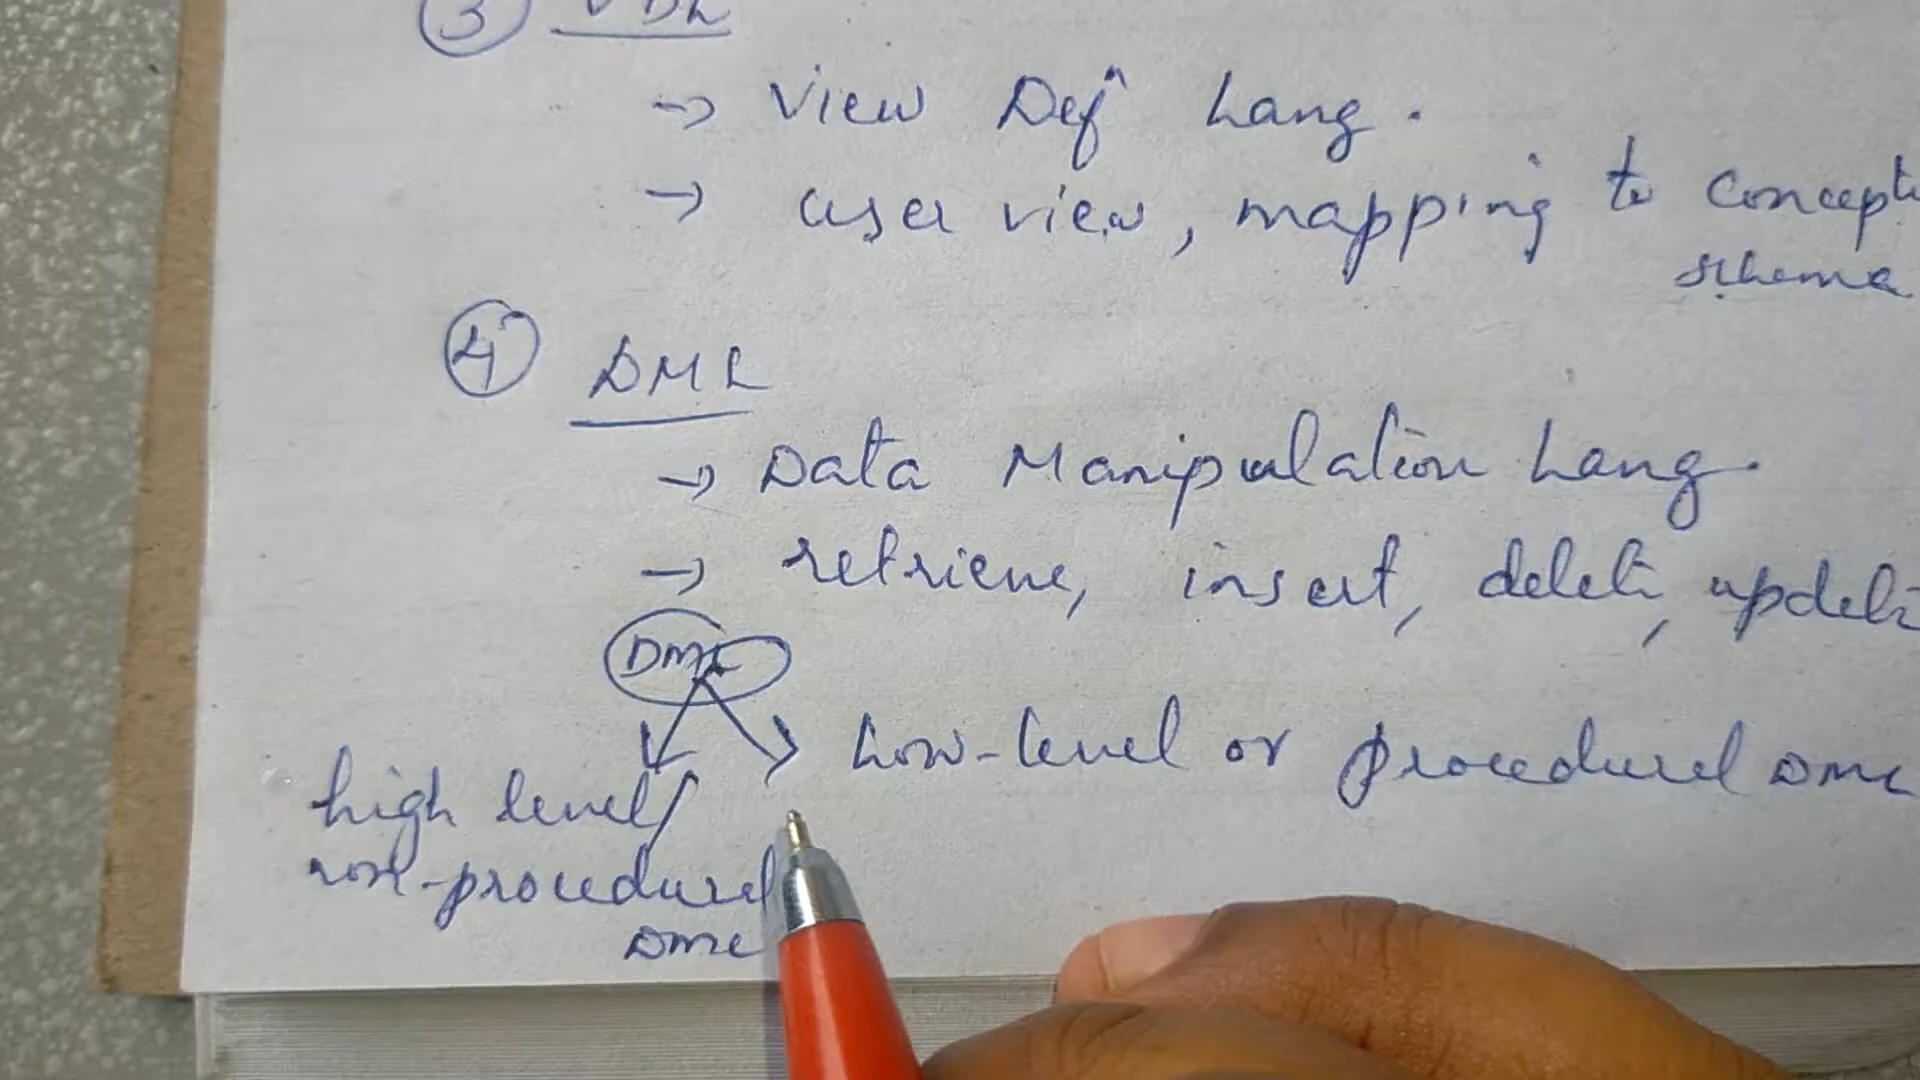 ③ VDL
→ View Defⁿ Lang.
→ user view, mapping to concept
schema
④ DML
→ Data Manipulation Lang.
→ retrieve, insert, delete, update
DML
Low-level or procedural DML
high level/
non-procedural
DML